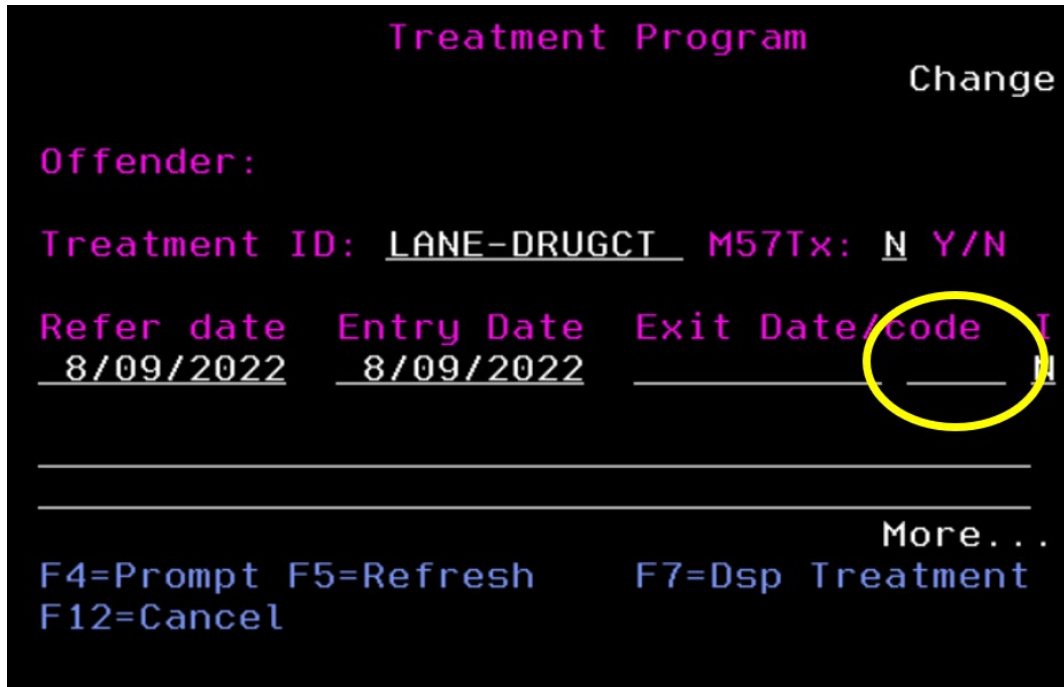 Treatment Program
Change
Offender:
Treatment ID: LANE-DRUGCT M57Tx: N Y/N
Refer date Entry Date Exit Date/code I
8/09/2022 8/09/2022 N
More...
F4=Prompt F5=Refresh F7=Dsp Treatment
F12=Cancel